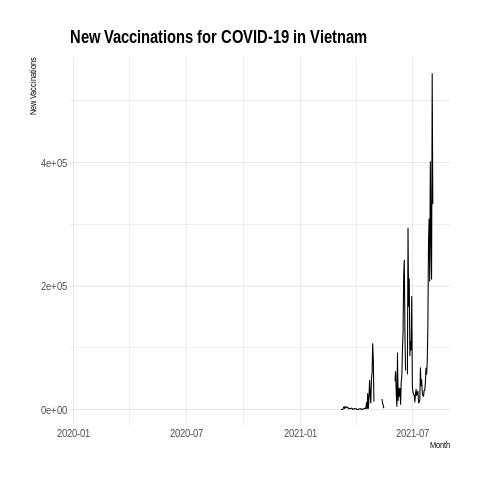 New Vaccinations for COVID-19 in Vietnam
New Vaccinations
4e+05
2e+05
0e+00
2020-01 2020-07 2021-01 2021-07
Month